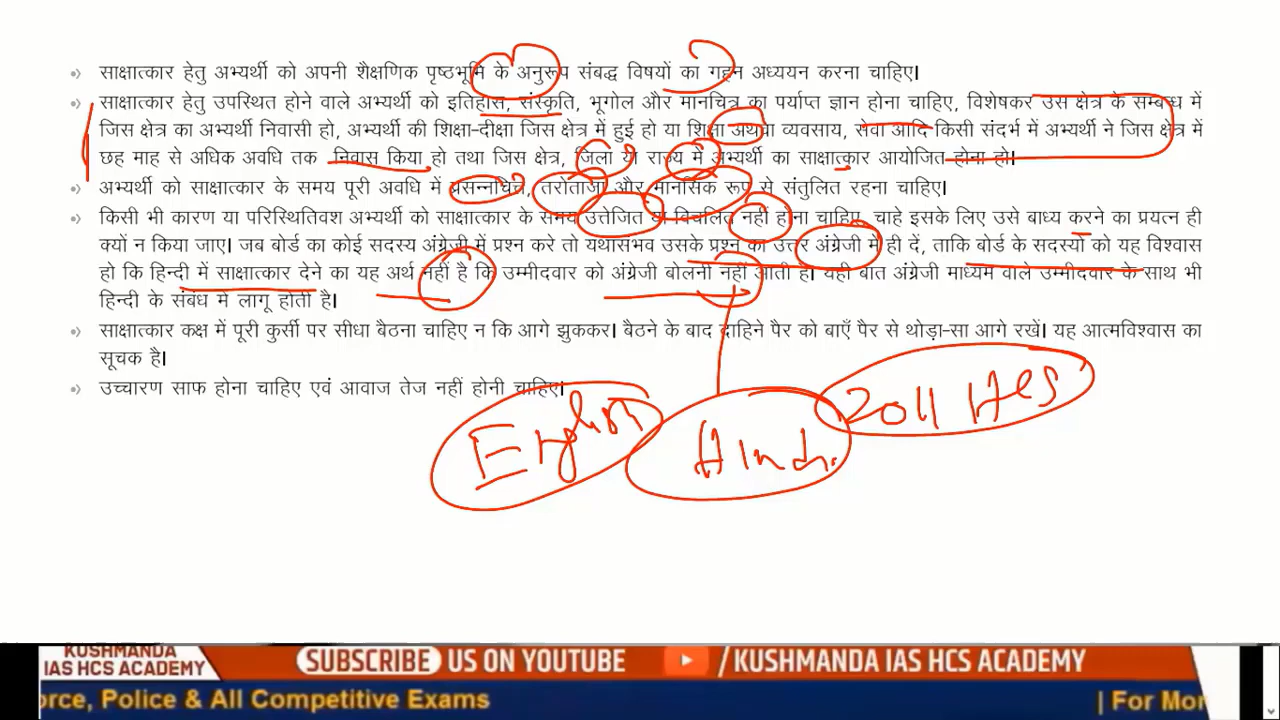 साक्षात्कार हेतु अभ्यर्थी को अपनी शैक्षणिक पृष्ठभूमि के अनुरूप संबद्ध विषयों का गहन अध्ययन करना चाहिए।
साक्षात्कार हेतु उपस्थित होने वाले अभ्यर्थी को इतिहास, संस्कृति, भूगोल और मानचित्र का पर्याप्त ज्ञान होना चाहिए, विशेषकर उस क्षेत्र के सम्बन्ध में
जिस क्षेत्र का अभ्यर्थी निवासी हो, अभ्यर्थी की शिक्षा-दीक्षा जिस क्षेत्र में हुई हो या शिक्षा अथवा व्यवसाय, सेवा आदि किसी संदर्भ में अभ्यर्थी ने जिस क्षेत्र में
छह माह से अधिक अवधि तक निवास किया हो तथा जिस क्षेत्र, जिला या राज्य में अभ्यर्थी का साक्षात्कार आयोजित होना हो।
अभ्यर्थी को साक्षात्कार के समय पूरी अवधि में प्रसन्नचित्त, तरोताजा और मानसिक रूप से संतुलित रहना चाहिए।
किसी भी कारण या परिस्थितिवश अभ्यर्थी को साक्षात्कार के समय उत्तेजित या विचलित नहीं होना चाहिए, चाहे इसके लिए उसे बाध्य करने का प्रयत्न ही
क्यों न किया जाए। जब बोर्ड का कोई सदस्य अंग्रेजी में प्रश्न करे तो यथासंभव उसके प्रश्न का उत्तर अंग्रेजी में ही दें, ताकि बोर्ड के सदस्यों को यह विश्वास
हो कि हिन्दी में साक्षात्कार देने का यह अर्थ नहीं है कि उम्मीदवार को अंग्रेजी बोलनी नहीं आती है। यही बात अंग्रेजी माध्यम वाले उम्मीदवार के साथ भी
हिन्दी के संबंध में लागू होती है।
साक्षात्कार कक्ष में पूरी कुर्सी पर सीधा बैठना चाहिए न कि आगे झुककर। बैठने के बाद दाहिने पैर को बाएँ पैर से थोड़ा-सा आगे रखें। यह आत्मविश्वास का
सूचक है।
उच्चारण साफ होना चाहिए एवं आवाज तेज नहीं होनी चाहिए।
English Hindi 2011 HCS
KUSHMANDA
IAS HCS ACADEMY
SUBSCRIBE US ON YOUTUBE /KUSHMANDA IAS HCS ACADEMY
orce, Police & All Competitive Exams | For Mor